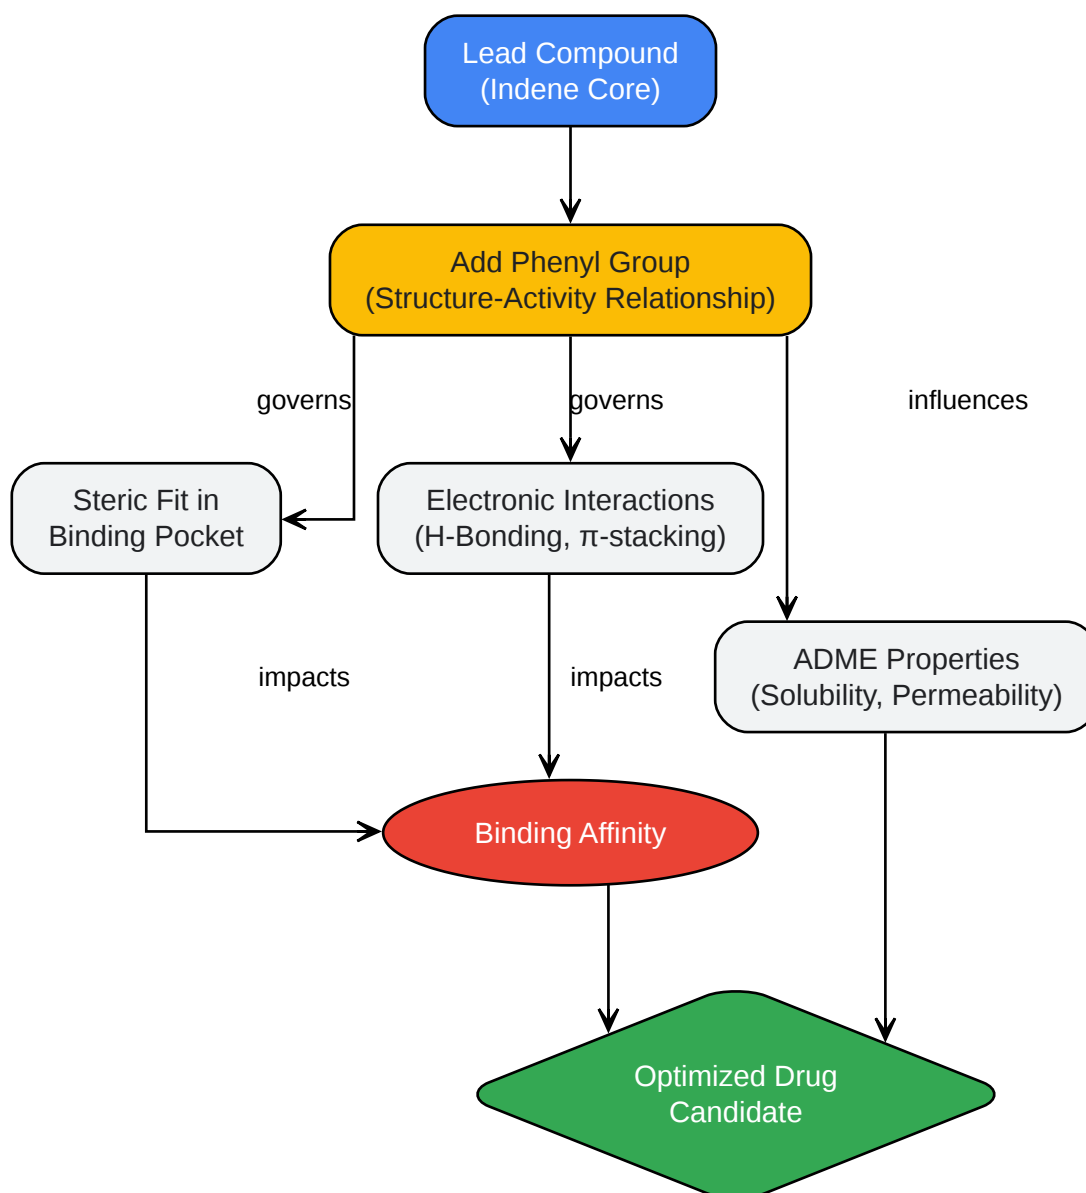 Lead Compound
(Indene Core)
Add Phenyl Group
(Structure-Activity Relationship)
governs
governs
influences
Steric Fit in
Binding Pocket
Electronic Interactions
(H-Bonding, π-stacking)
ADME Properties
(Solubility, Permeability)
impacts
impacts
Binding Affinity
Optimized Drug
Candidate